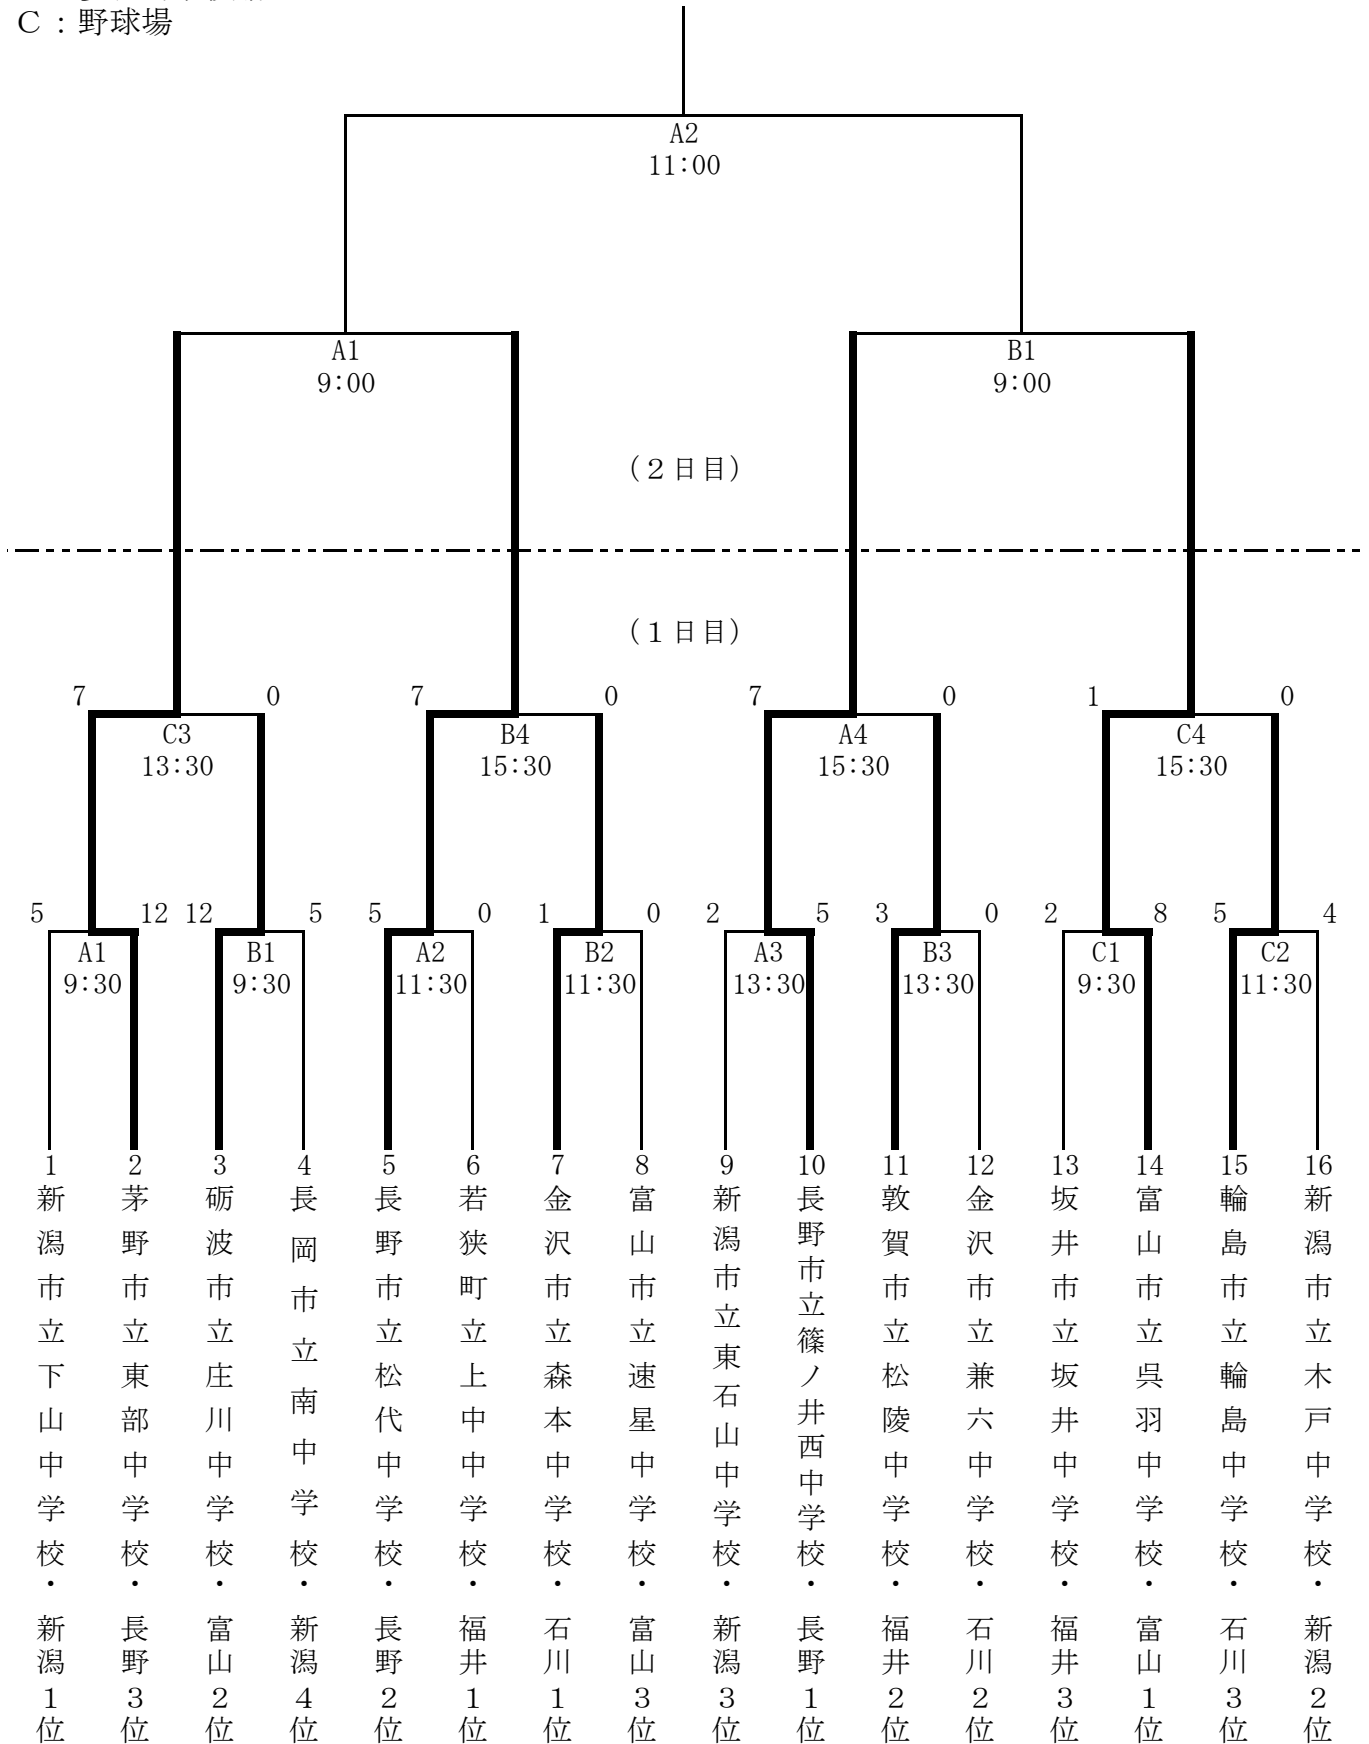 C：野球場
A2
11:00
A1
9:00
B1
9:00
(２日目)
(１日目)
7 0 7 0 7 0 1 0
C3
13:30
B4
15:30
A4
15:30
C4
15:30
5 12 12 5 5 0 1 0 2 5 3 0 2 8 5 4
A1
9:30
B1
9:30
A2
11:30
B2
11:30
A3
13:30
B3
13:30
C1
9:30
C2
11:30
1
新潟市立下山中学校・新潟１位
2
茅野市立東部中学校・長野３位
3
砺波市立庄川中学校・富山２位
4
長岡市立南中学校・新潟４位
5
長野市立松代中学校・長野２位
6
若狭町立上中中学校・福井１位
7
金沢市立森本中学校・石川１位
8
富山市立速星中学校・富山３位
9
新潟市立東石山中学校・新潟３位
10
長野市立篠ノ井西中学校・長野１位
11
敦賀市立松陵中学校・福井２位
12
金沢市立兼六中学校・石川２位
13
坂井市立坂井中学校・福井３位
14
富山市立呉羽中学校・富山１位
15
輪島市立輪島中学校・石川３位
16
新潟市立木戸中学校・新潟２位